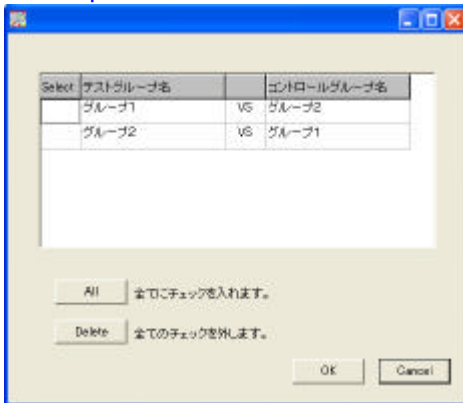 Select テストグループ名 コントロールグループ名
グループ1 VS グループ2
グループ2 VS グループ1
All 全てにチェックを入れます。
Delete 全てのチェックを外します。
OK Cancel